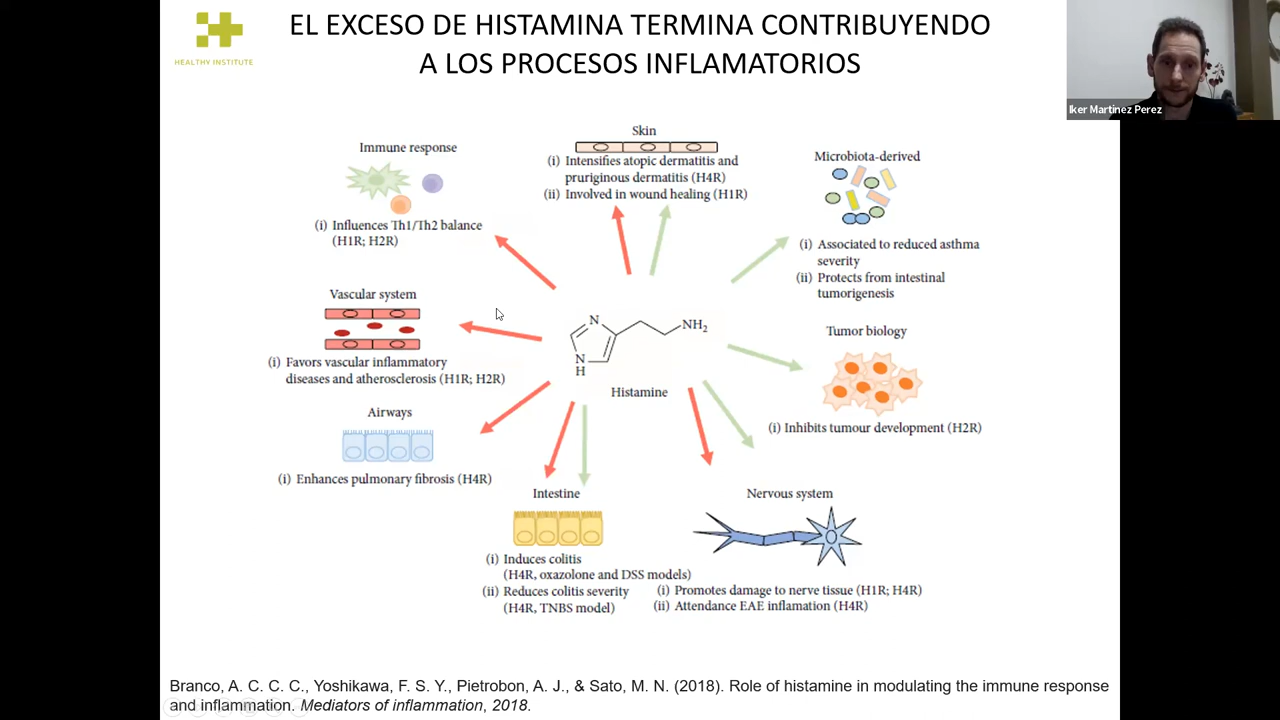 EL EXCESO DE HISTAMINA TERMINA CONTRIBUYENDO
A LOS PROCESOS INFLAMATORIOS
HEALTHY INSTITUTE
Iker Martínez Perez
Skin
(i) Intensifies atopic dermatitis and
pruriginous dermatitis (H4R)
(ii) Involved in wound healing (H1R)
Immune response
(i) Influences Th1/Th2 balance
(H1R; H2R)
Microbiota-derived
(i) Associated to reduced asthma
severity
(ii) Protects from intestinal
tumorigenesis
Vascular system
(i) Favors vascular inflammatory
diseases and atherosclerosis (H1R; H2R)
N
NH2
N
H
Histamine
Tumor biology
(i) Inhibits tumour development (H2R)
Airways
(i) Enhances pulmonary fibrosis (H4R)
Intestine
(i) Induces colitis
(H4R, oxazolone and DSS models)
(ii) Reduces colitis severity
(H4R, TNBS model)
Nervous system
(i) Promotes damage to nerve tissue (H1R; H4R)
(ii) Attendance EAE inflamation (H4R)
Branco, A. C. C. C., Yoshikawa, F. S. Y., Pietrobon, A. J., & Sato, M. N. (2018). Role of histamine in modulating the immune response
and inflammation. Mediators of inflammation, 2018.